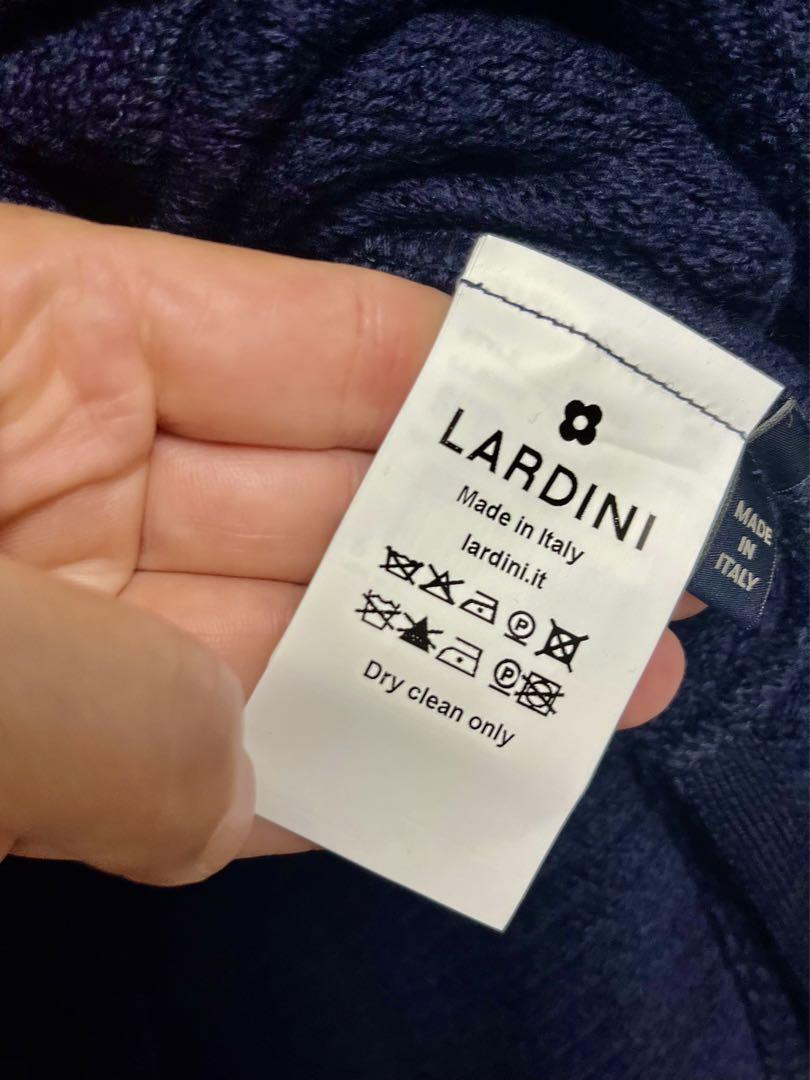 LARDINI
Made in Italy
lardini.it
P
P
Dry clean only
MADE
IN
ITALY